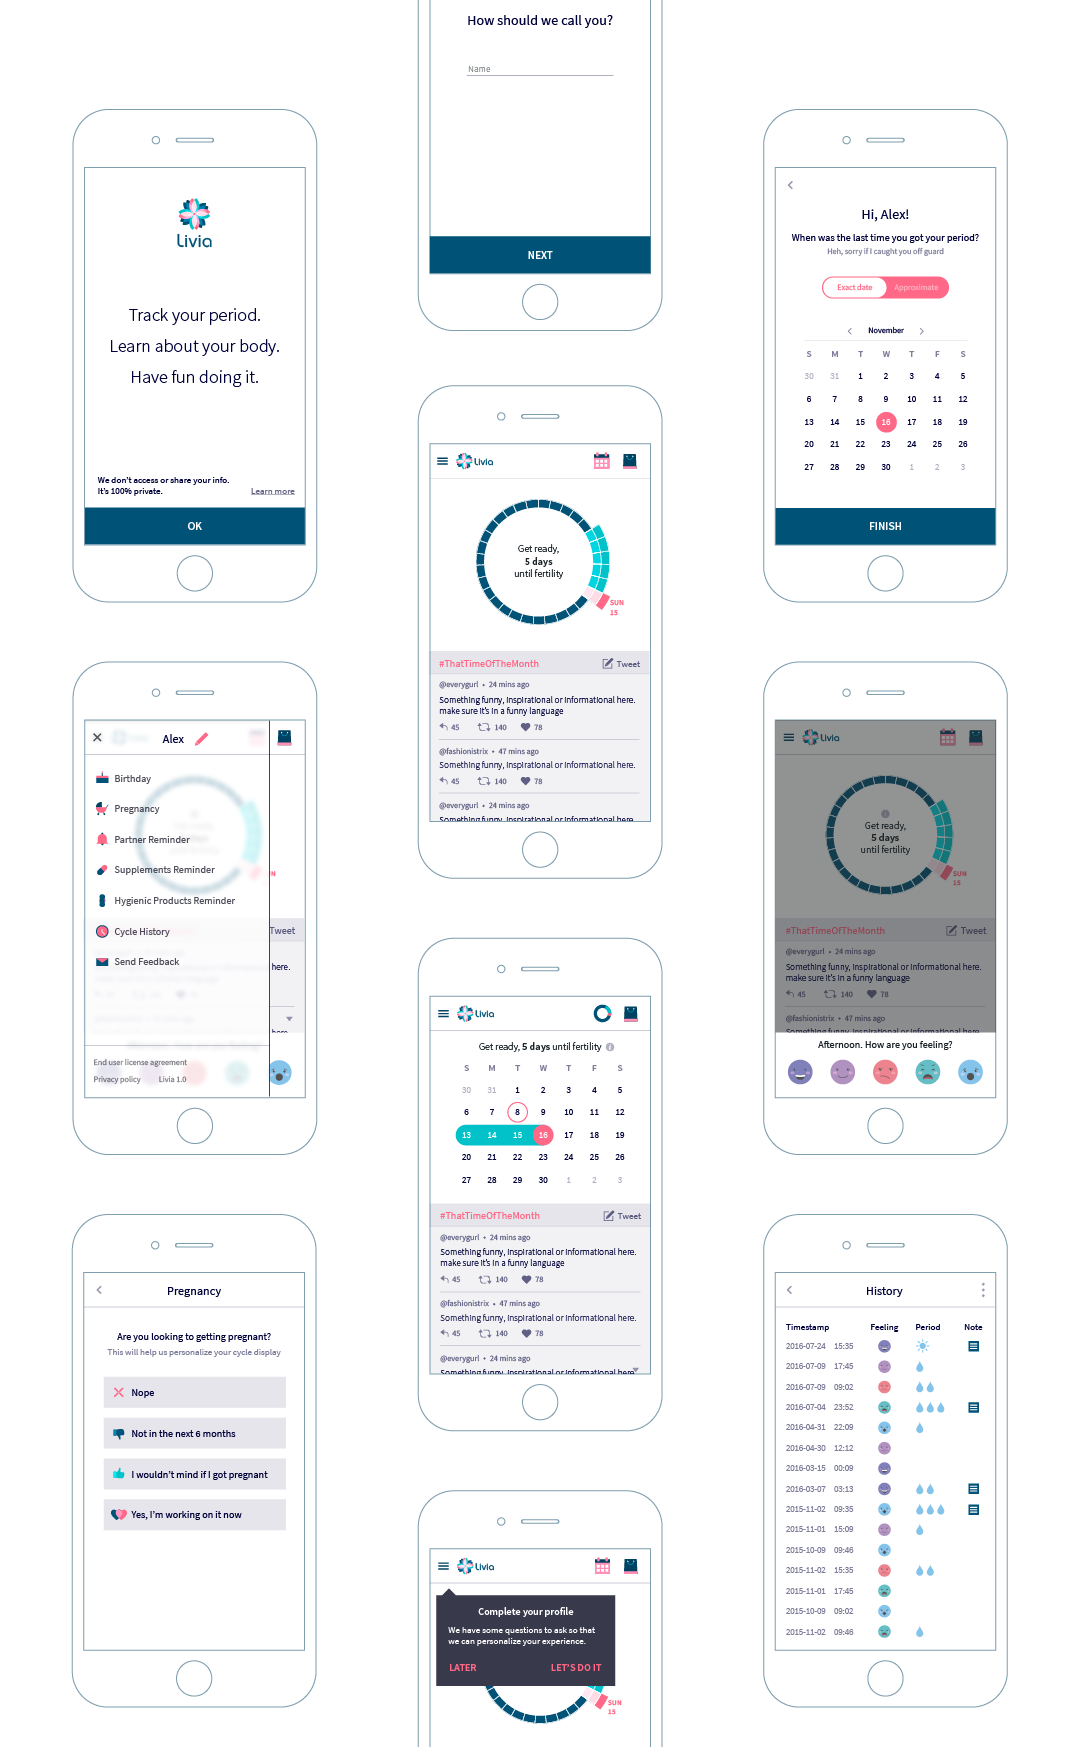 How should we call you?
Name
NEXT
Livia
Track your period.
Learn about your body.
Have fun doing it.
We don't access or share your info.
It's 100% private.
Learn more
OK
Hi, Alex!
When was the last time you got your period?
Heh, sorry if I caught you off guard
Exact date Approximate
November
S M T W T F S
30 31 1 2 3 4 5
6 7 8 9 10 11 12
13 14 15 16 17 18 19
20 21 22 23 24 25 26
27 28 29 30 1 2 3
FINISH
Livia
Get ready,
5 days
until fertility
SUN
15
#ThatTimeOfTheMonth Tweet
@everygurl • 24 mins ago
Something funny, inspirational or informational here.
make sure it's in a funny language
45 140 78
@fashionistrix • 47 mins ago
Something funny, inspirational or informational here.
45 140 78
@everygurl • 24 mins ago
Something funny, inspirational or informational here.
Alex
Birthday
Pregnancy
Partner Reminder
Supplements Reminder
Hygienic Products Reminder
Cycle History
Send Feedback
End user license agreement
Privacy policy Livia 1.0
N
Tweet
here.
here.
Livia
Get ready,
5 days
until fertility
SUN
15
#ThatTimeOfTheMonth Tweet
@everygurl • 24 mins ago
Something funny, inspirational or informational here.
make sure it's in a funny language
45 140 78
@fashionistrix • 47 mins ago
Something funny, inspirational or informational here.
Afternoon. How are you feeling?
Livia
Get ready, 5 days until fertility
S M T W T F S
30 31 1 2 3 4 5
6 7 8 9 10 11 12
13 14 15 16 17 18 19
20 21 22 23 24 25 26
27 28 29 30 1 2 3
#ThatTimeOfTheMonth Tweet
@everygurl • 24 mins ago
Something funny, inspirational or informational here.
make sure it's in a funny language
45 140 78
@fashionistrix • 47 mins ago
Something funny, inspirational or informational here.
45 140 78
@everygurl • 24 mins ago
Something funny, inspirational or informational here.
Pregnancy
Are you looking to getting pregnant?
This will help us personalize your cycle display
Nope
Not in the next 6 months
I wouldn't mind if I got pregnant
Yes, I'm working on it now
History
Timestamp Feeling Period Note
2016-07-24 15:35
2016-07-09 17:45
2016-07-09 09:02
2016-07-04 23:52
2016-04-31 22:09
2016-04-30 12:12
2016-03-15 00:09
2016-03-07 03:13
2015-11-02 09:35
2015-11-01 15:09
2015-10-09 09:46
2015-11-02 15:35
2015-11-01 17:45
2015-10-09 09:02
2015-11-02 09:46
Livia
Complete your profile
We have some questions to ask so that
we can personalize your experience.
LATER LET'S DO IT
SUN
15